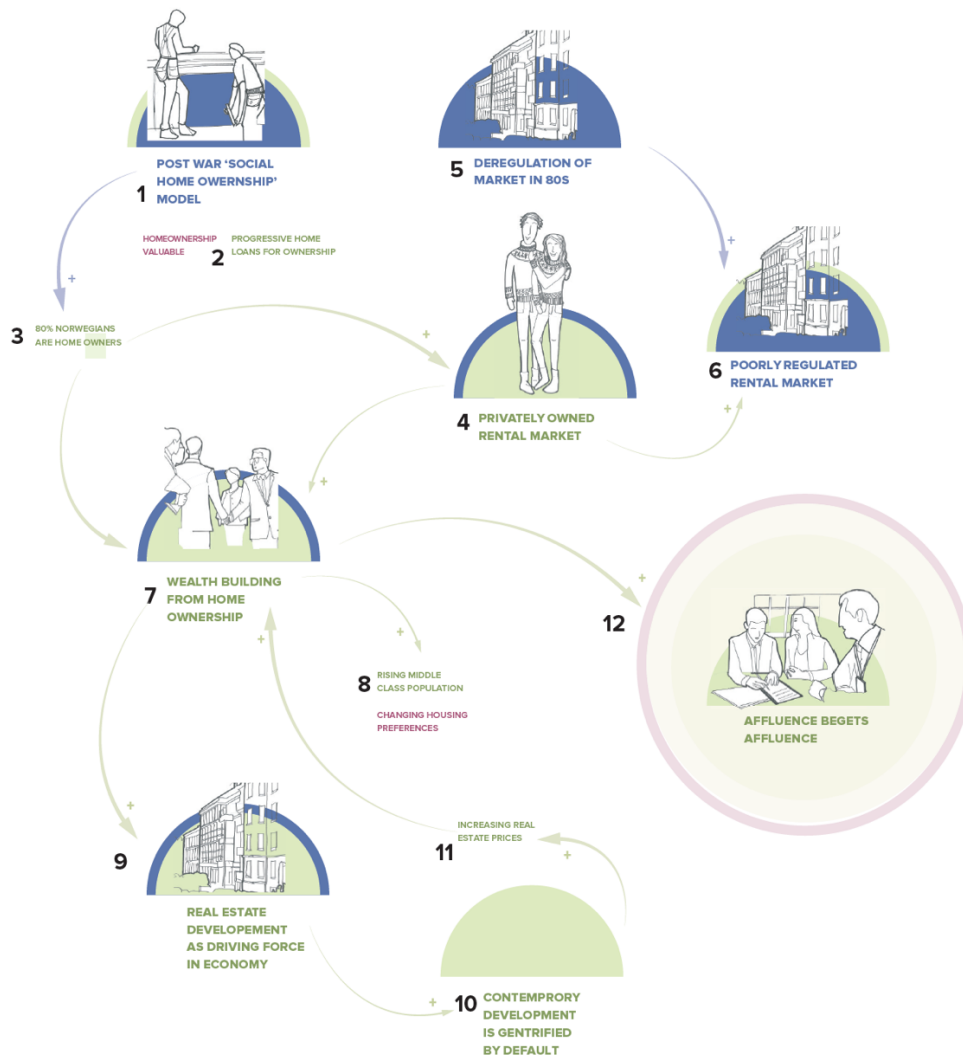 POST WAR ‘SOCIAL
HOME OWERNSHIP’
1
MODEL
5
DEREGULATION OF
MARKET IN 80S
HOMEOWNERSHIP
VALUABLE
2
PROGRESSIVE HOME
LOANS FOR OWNERSHIP
+
+
3
80% NORWEGIANS
ARE HOME OWNERS
+
6
POORLY REGULATED
RENTAL MARKET
4
PRIVATELY OWNED
RENTAL MARKET
+
+
+
7
WEALTH BUILDING
FROM HOME
OWNERSHIP
+
12
+
+
+
8
RISING MIDDLE
CLASS POPULATION
CHANGING HOUSING
PREFERENCES
AFFLUENCE BEGETS
AFFLUENCE
+
9
REAL ESTATE
DEVELOPEMENT
AS DRIVING FORCE
IN ECONOMY
11
INCREASING REAL
ESTATE PRICES
+
+
10
CONTEMPRORY
DEVELOPMENT
IS GENTRIFIED
BY DEFAULT